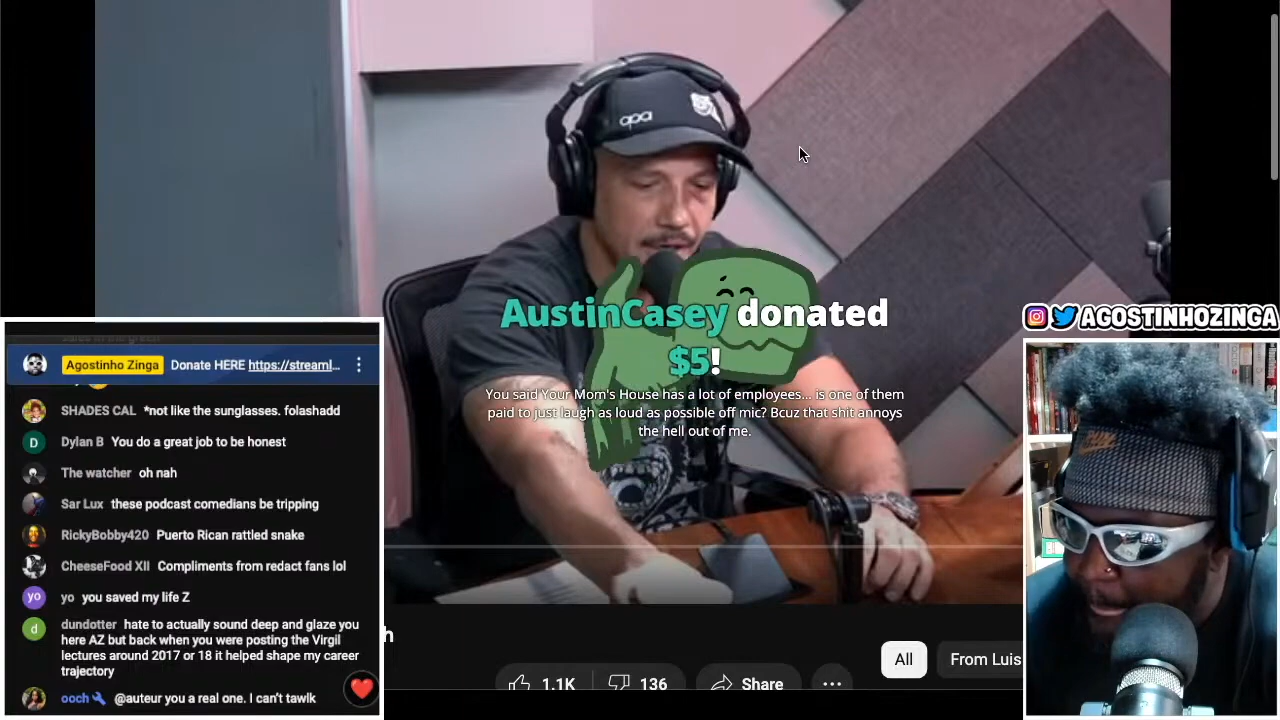 apa
AustinCasey donated
$5!
You said Your Mom's House has a lot of employees... is one of them
paid to just laugh as loud as possible off mic? Bcuz that shit annoys
the hell out of me.
AGOSTINHOZINGA
Agostinho Zinga Donate HERE https://streaml...
SHADES CAL *not like the sunglasses. folashadd
D Dylan B You do a great job to be honest
The watcher oh nah
Sar Lux these podcast comedians be tripping
RickyBobby420 Puerto Rican rattled snake
CheeseFood XII Compliments from redact fans lol
yo yo you saved my life Z
d dundotter hate to actually sound deep and glaze you
here AZ but back when you were posting the Virgil
lectures around 2017 or 18 it helped shape my career
trajectory
ooch @auteur you a real one. I can't tawlk
h
1.1K 136 Share ...
All From Luis